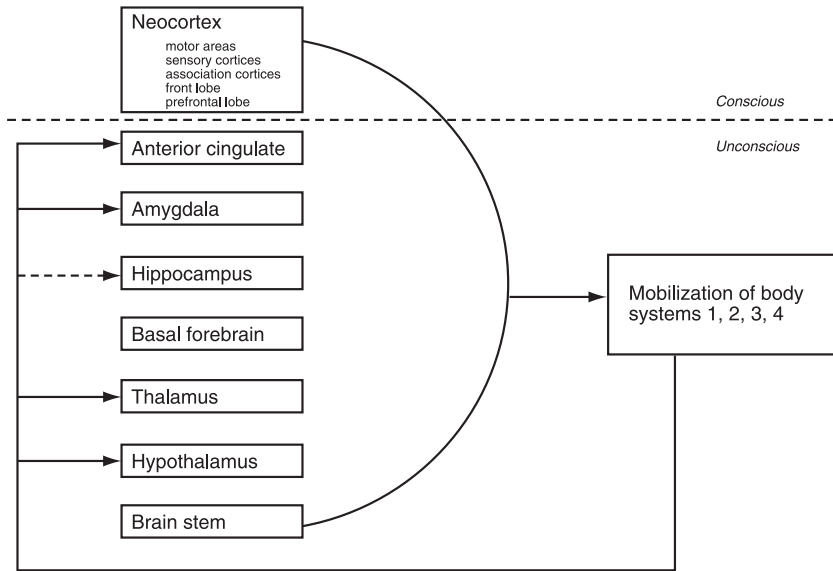 Neocortex
motor areas
sensory cortices
association cortices
front lobe
prefrontal lobe
Conscious
Unconscious
Anterior cingulate
Amygdala
Hippocampus
Basal forebrain
Thalamus
Hypothalamus
Brain stem
Mobilization of body
systems 1, 2, 3, 4